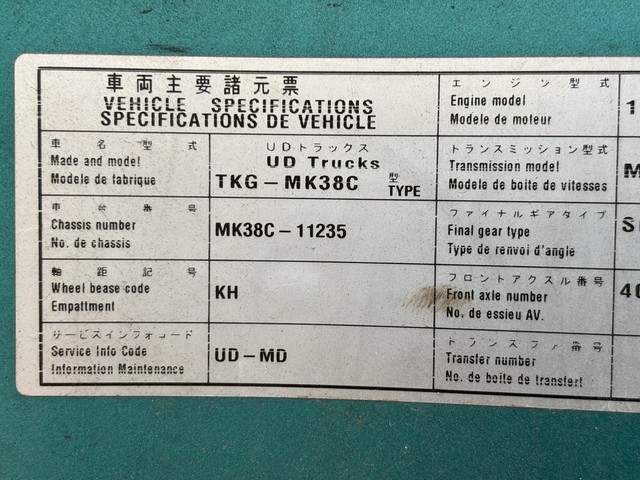 車両主要諸元票
VEHICLE SPECIFICATIONS
SPECIFICATIONS DE VEHICLE
車名型式
Made and model
Modele de fabrique
UDトラックス
UD Trucks
TKG-MK38C 型 TYPE
車台番号
Chassis number
No. de chassis
MK38C-11235
軸距記号
Wheel bease code
Empattment
KH
サービスインフォコード
Service Info Code
Information Maintenance
UD-MD
エンジン型式
Engine model
Modele de moteur
1
トランスミッション型式
Transmission model
Modele de boite de vitesses
M
ファイナルギアタイプ
Final gear type
Type de renvoi d'angle
S
フロントアクスル番号
Front axle number
No. de essieu AV.
40
トランスファ番号
Transfer number
No. de boite de transfert